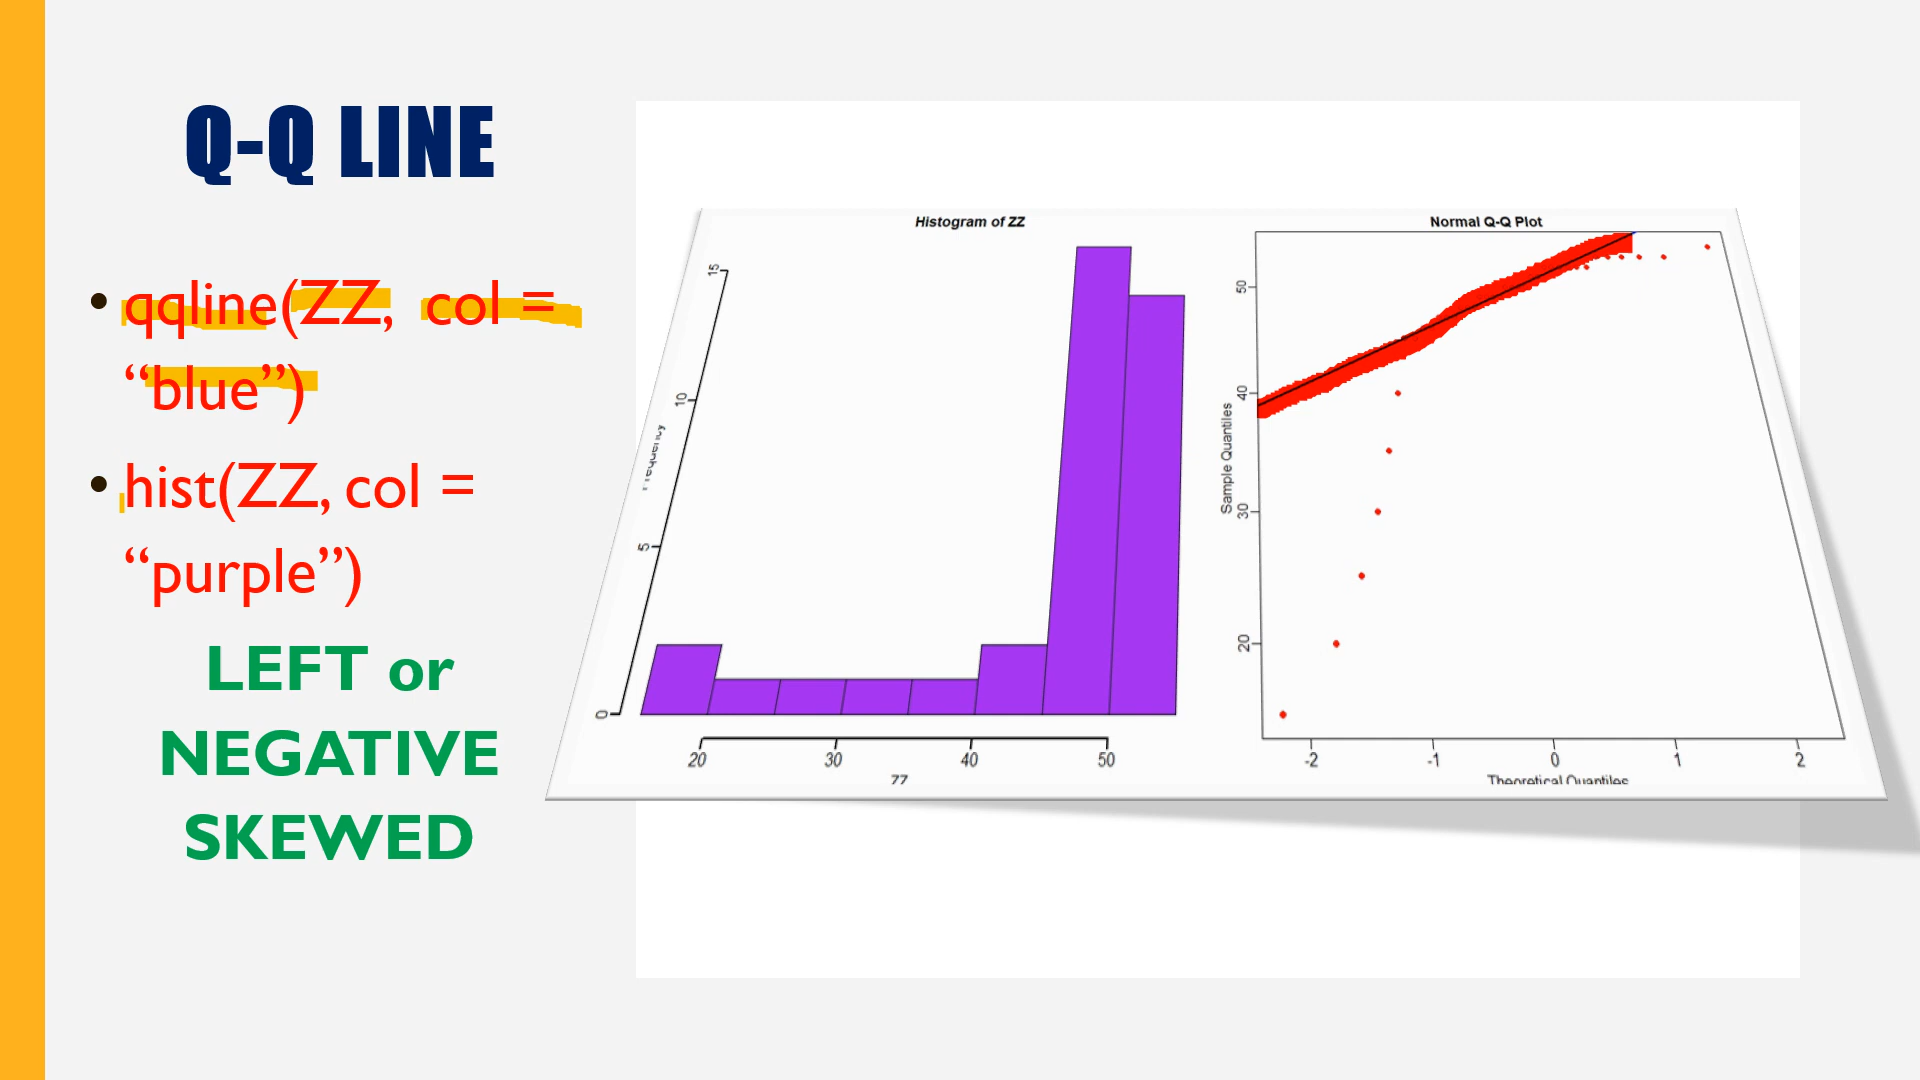 Q-Q LINE
• qqline(ZZ, col =
“blue”)
• hist(ZZ, col =
“purple”)
LEFT or
NEGATIVE
SKEWED
Histogram of ZZ
Frequency
0
5
10
15
20 30 40 50
ZZ
Normal Q-Q Plot
Sample Quantiles
20
30
40
50
-2 -1 0 1 2
Theoretical Quantiles